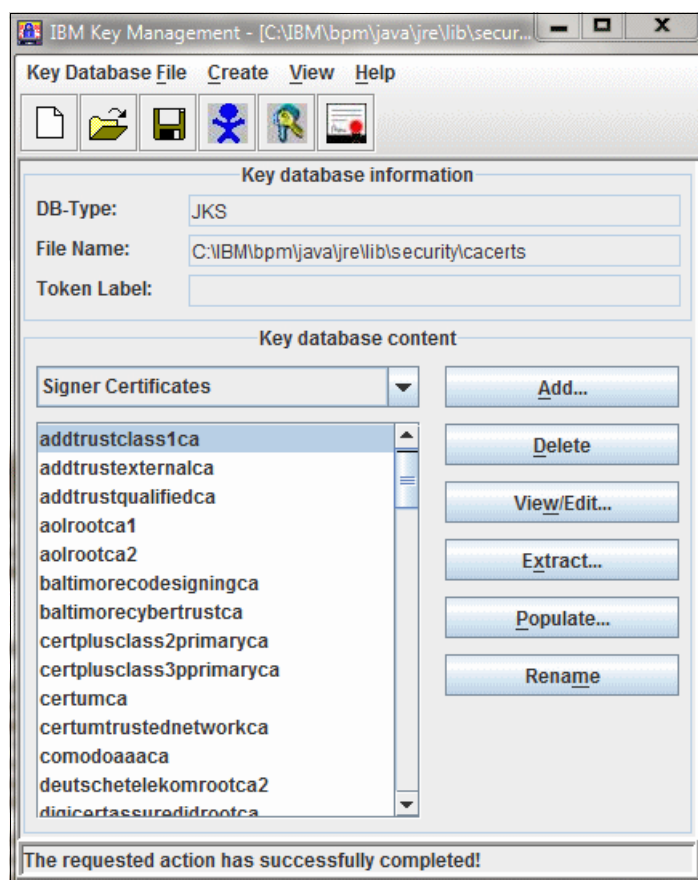 IBM Key Management - [C:\IBM\bpm\java\jre\lib\secur...
Key Database File Create View Help
Key database information
DB-Type: JKS
File Name: C:\IBM\bpm\java\jre\lib\security\cacerts
Token Label:
Key database content
Signer Certificates
Add...
addtrustclass1ca
addtrustexternalca
Delete
addtrustqualifiedca
View/Edit...
aolrootca1
aolrootca2
Extract...
baltimorecodesigningca
baltimorecybertrustca
Populate...
certplusclass2primaryca
certplusclass3pprimaryca
Rename
certumca
certumtrustednetworkca
comodoaaaca
deutschetelekomrootca2
digicertassuredidrootca
The requested action has successfully completed!